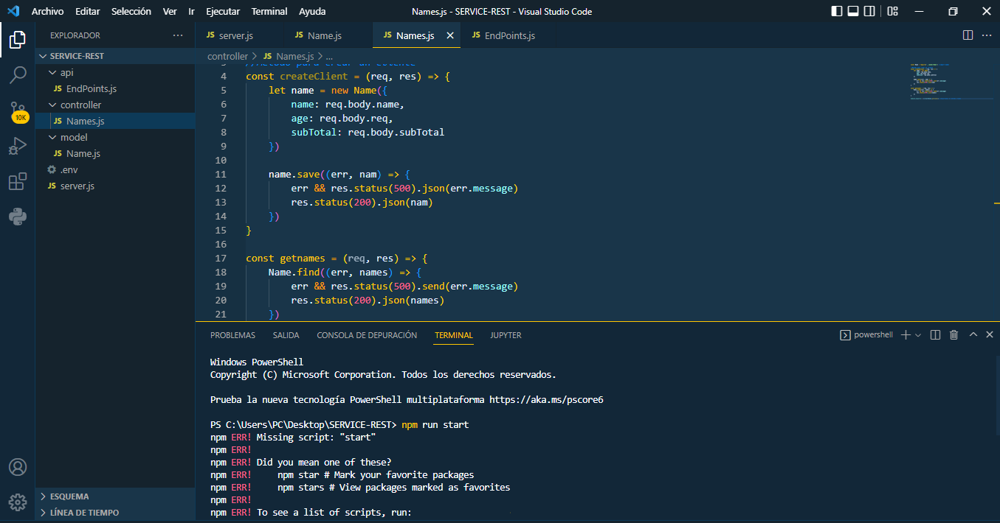 Archivo Editar Selección Ver Ir Ejecutar Terminal Ayuda
Names.js - SERVICE-REST - Visual Studio Code
EXPLORADOR
JS server.js
JS Name.js
JS Names.js
JS EndPoints.js
SERVICE-REST
api
JS EndPoints.js
controller
JS Names.js
model
JS Name.js
.env
JS server.js
10K
ESQUEMA
LÍNEA DE TIEMPO
controller > JS Names.js > ...
4 const createClient = (req, res) => {
5 let name = new Name({
6 name: req.body.name,
7 age: req.body.req,
8 subTotal: req.body.subTotal
9 })
10
11 name.save((err, nam) => {
12 err && res.status(500).json(err.message)
13 res.status(200).json(nam)
14 })
15 }
16
17 const getnames = (req, res) => {
18 Name.find((err, names) => {
19 err && res.status(500).send(err.message)
20 res.status(200).json(names)
21 })
PROBLEMAS SALIDA CONSOLA DE DEPURACIÓN TERMINAL JUPYTER
powershell
Windows PowerShell
Copyright (C) Microsoft Corporation. Todos los derechos reservados.
Prueba la nueva tecnología PowerShell multiplataforma https://aka.ms/pscore6
PS C:\Users\PC\Desktop\SERVICE-REST> npm run start
npm ERR! Missing script: "start"
npm ERR!
npm ERR! Did you mean one of these?
npm ERR! npm star # Mark your favorite packages
npm ERR! npm stars # View packages marked as favorites
npm ERR!
npm ERR! To see a list of scripts, run: